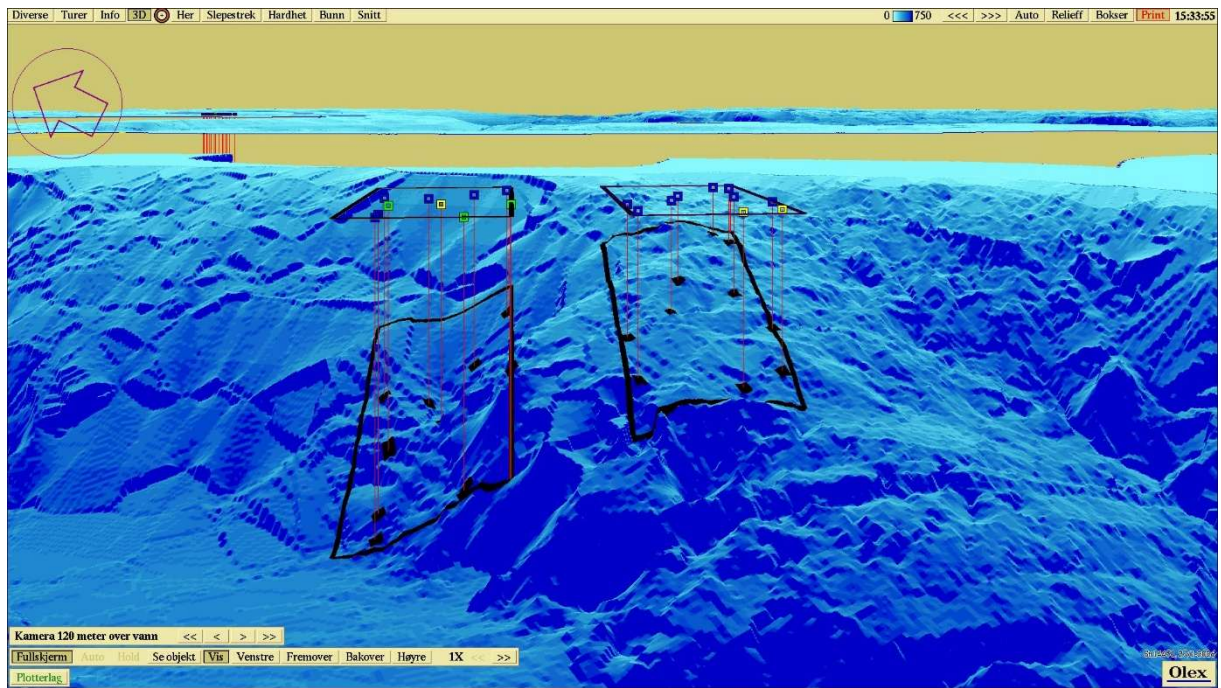 Diverse Turer Info 3D Her Slepestrek Hardhet Bunn Snitt 0 750 <<< >>> Auto Relieff Bokser Print 15:33:55
Kamera 120 meter over vann << < > >>
Fullskjerm Auto Hold Se objekt Vis Venstre Fremover Bakover Høyre 1X << >>
Plotterlag
Olex